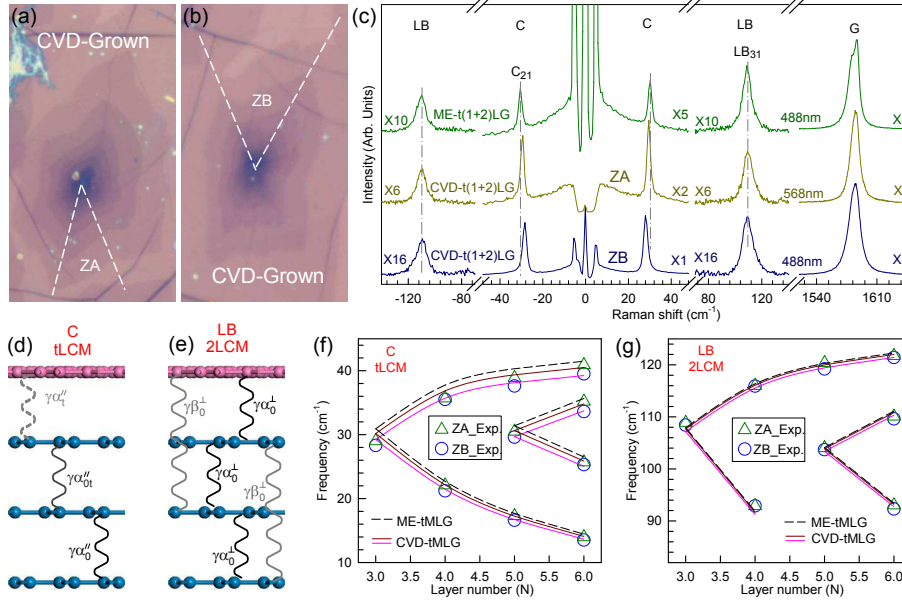 (a)
CVD-Grown
ZA
(b)
ZB
CVD-Grown
(c)
LB C C LB G
C21 LB31
X10 ME-t(1+2)LG X5 X10 488nm X
X6 CVD-t(1+2)LG ZA X2 X6 568nm X
X16 CVD-t(1+2)LG ZB X1 X16 488nm X
Intensity (Arb. Units)
-120 -80 -40 -20 0 20 40 80 120 1540 1610
Raman shift (cm-1)
(d)
C
tLCM
γα″t
γα″0t
γα″0
(e)
LB
2LCM
γβ⊥0
γα⊥0
γα⊥0
γβ⊥0
γα⊥0
(f)
C
tLCM
40
30
20
10
Frequency (cm-1)
ZA_Exp.
ZB_Exp.
ME-tMLG
CVD-tMLG
3.0 3.5 4.0 4.5 5.0 5.5 6.0
Layer number (N)
(g)
LB
2LCM
120
110
100
90
Frequency (cm-1)
ZA_Exp.
ZB_Exp.
ME-tMLG
CVD-tMLG
3.0 3.5 4.0 4.5 5.0 5.5 6.0
Layer number (N)